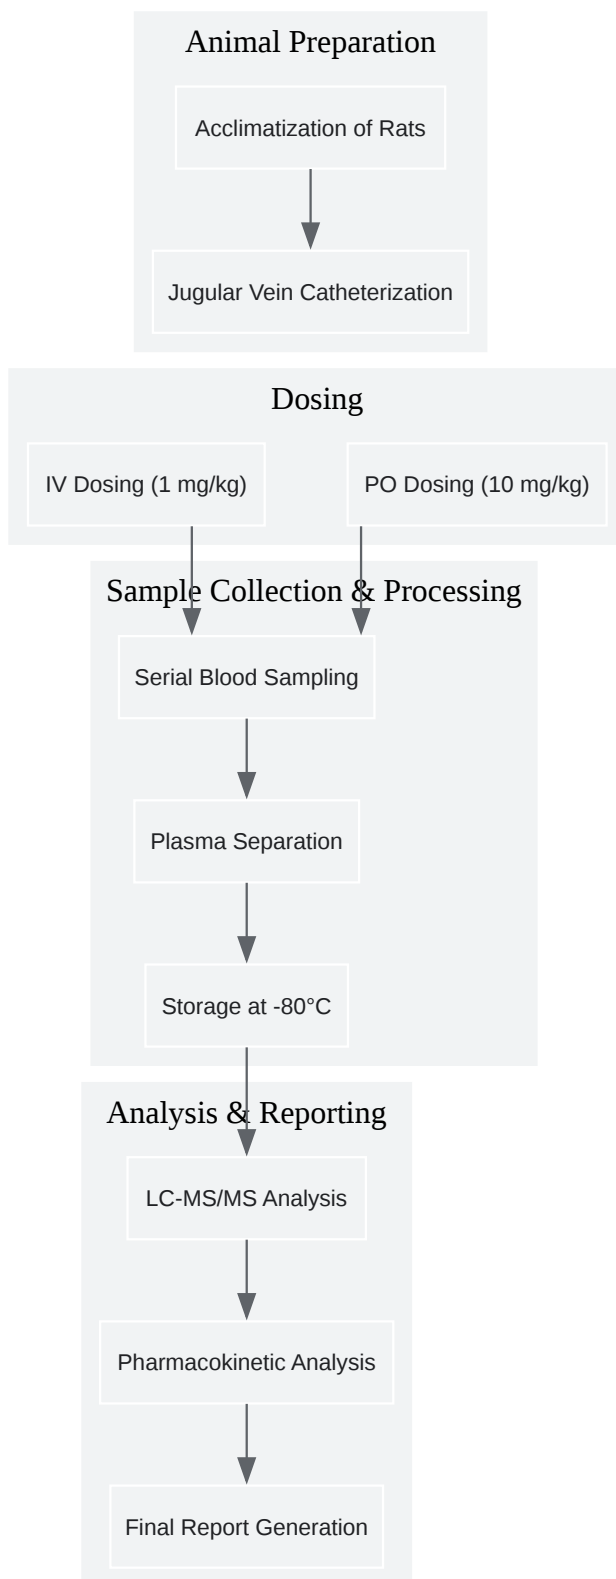 Animal Preparation
Acclimatization of Rats
Jugular Vein Catheterization
Dosing
IV Dosing (1 mg/kg)
PO Dosing (10 mg/kg)
Sample Collection & Processing
Serial Blood Sampling
Plasma Separation
Storage at -80°C
Analysis & Reporting
LC-MS/MS Analysis
Pharmacokinetic Analysis
Final Report Generation